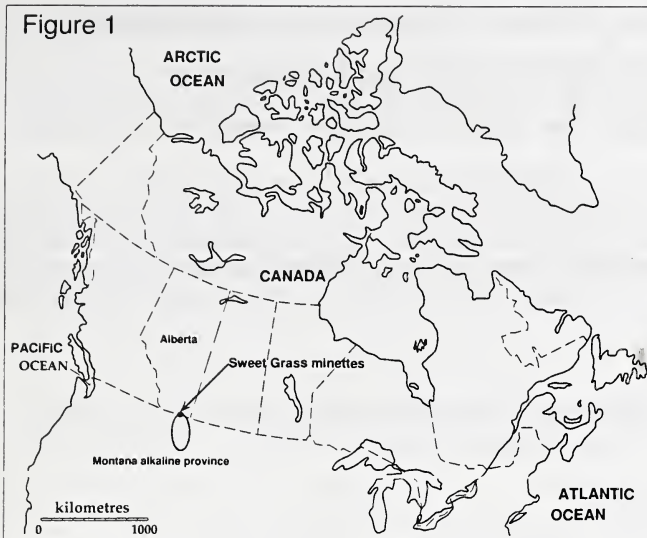 Figure 1
ARCTIC
OCEAN
CANADA
Alberta
PACIFIC
OCEAN
Sweet Grass minettes
Montana alkaline province
kilometres
0 1000
ATLANTIC
OCEAN